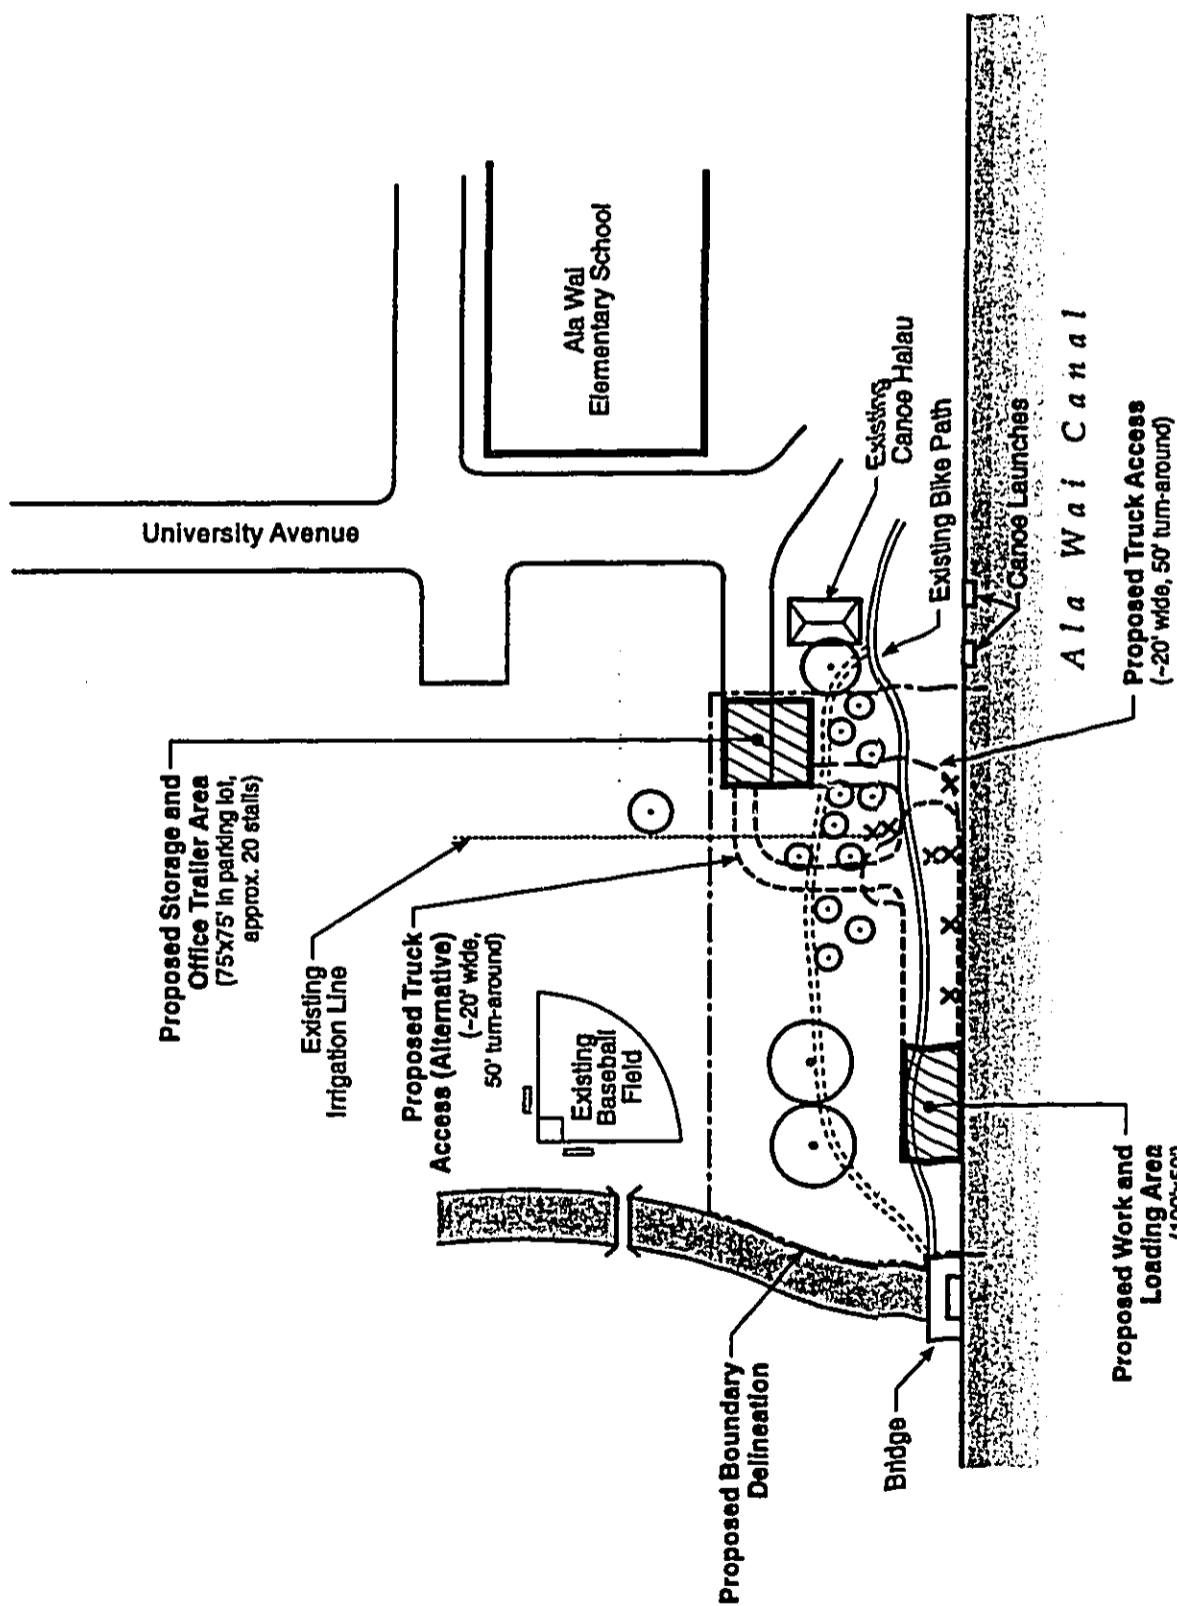 University Avenue
Ala Wai
Elementary School
Existing
Canoe Halau
Existing Bike Path
Canoe Launches
Ala Wai Canal
Proposed Truck Access
(~20' wide, 50' turn-around)
Proposed Storage and
Office Trailer Area
(75'x75' in parking lot,
approx. 20 stalls)
Existing
Irrigation Line
Proposed Truck
Access (Alternative)
(~20' wide,
50' turn-around)
Existing
Baseball
Field
Proposed Boundary
Delineation
Bridge
Proposed Work and
Loading Area